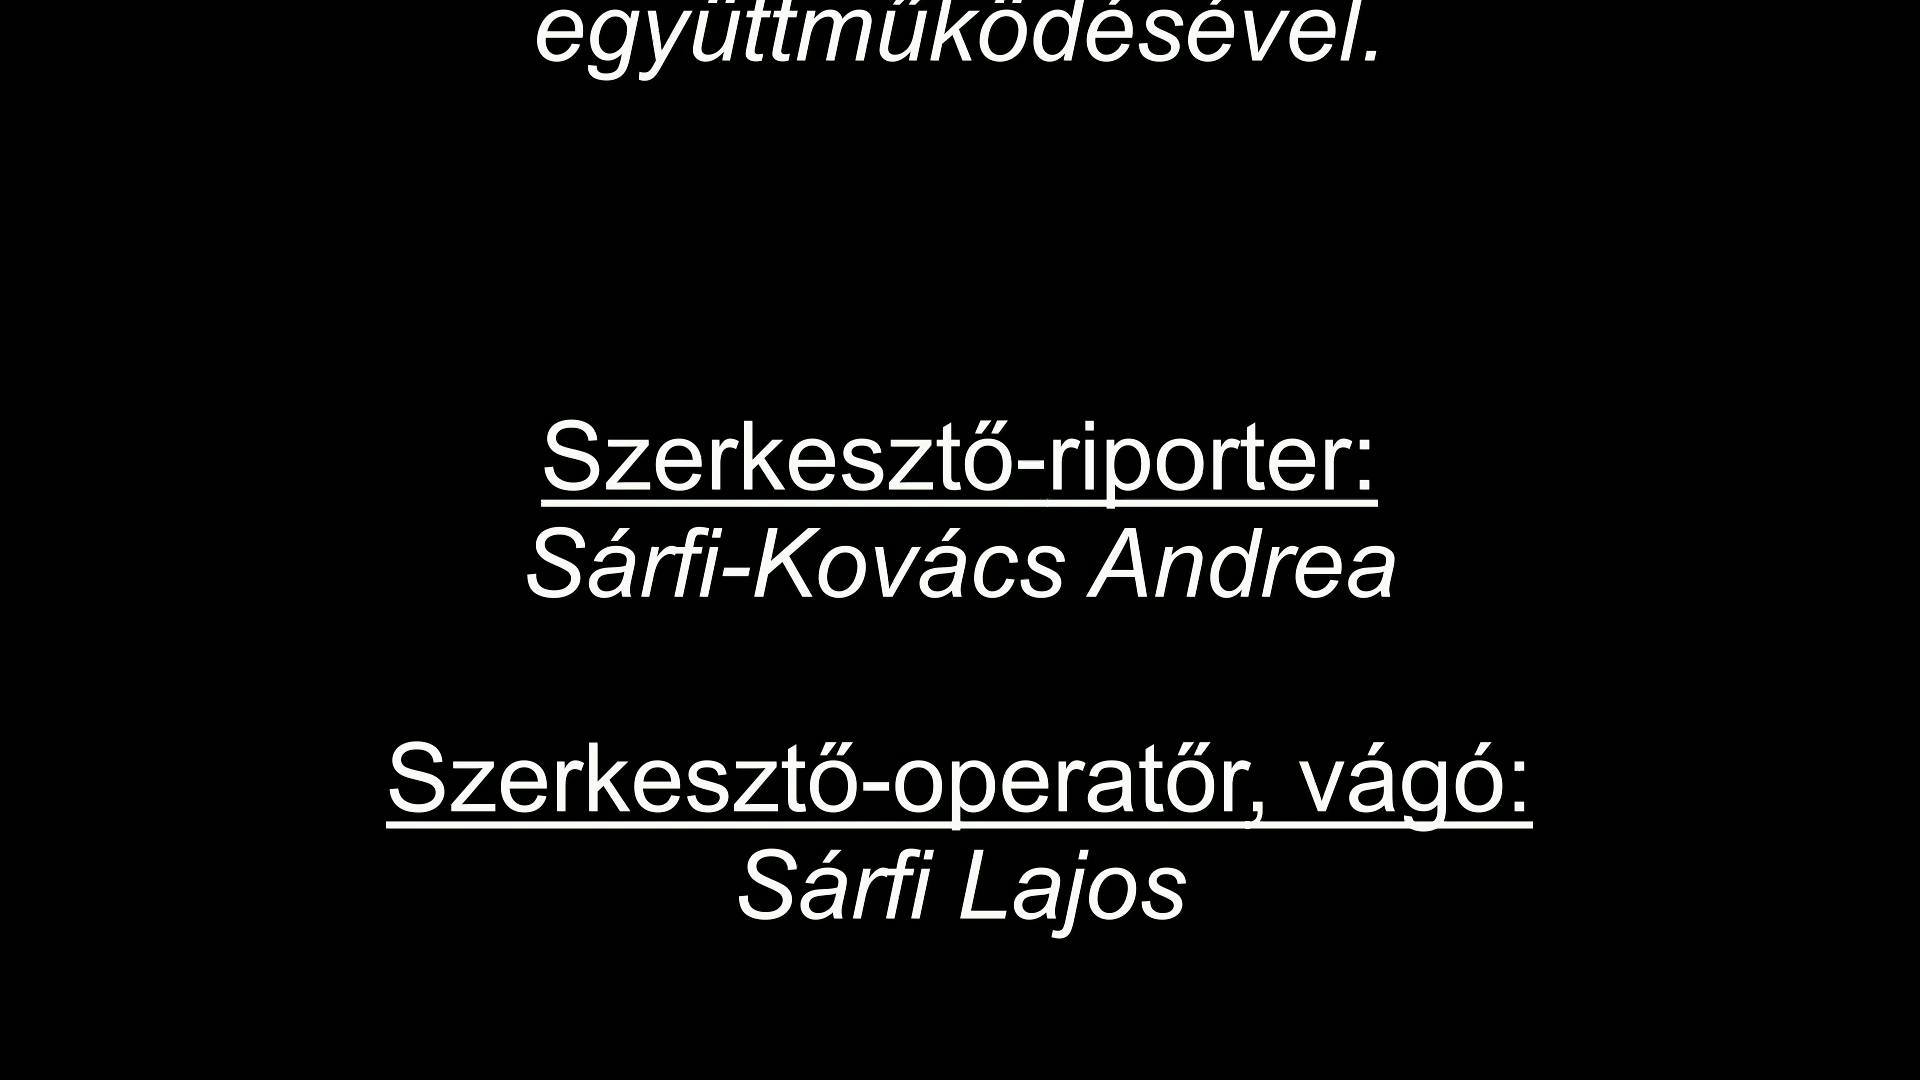 együttműködésével.
Szerkesztő-riporter:
Sárfi-Kovács Andrea
Szerkesztő-operatőr, vágó:
Sárfi Lajos